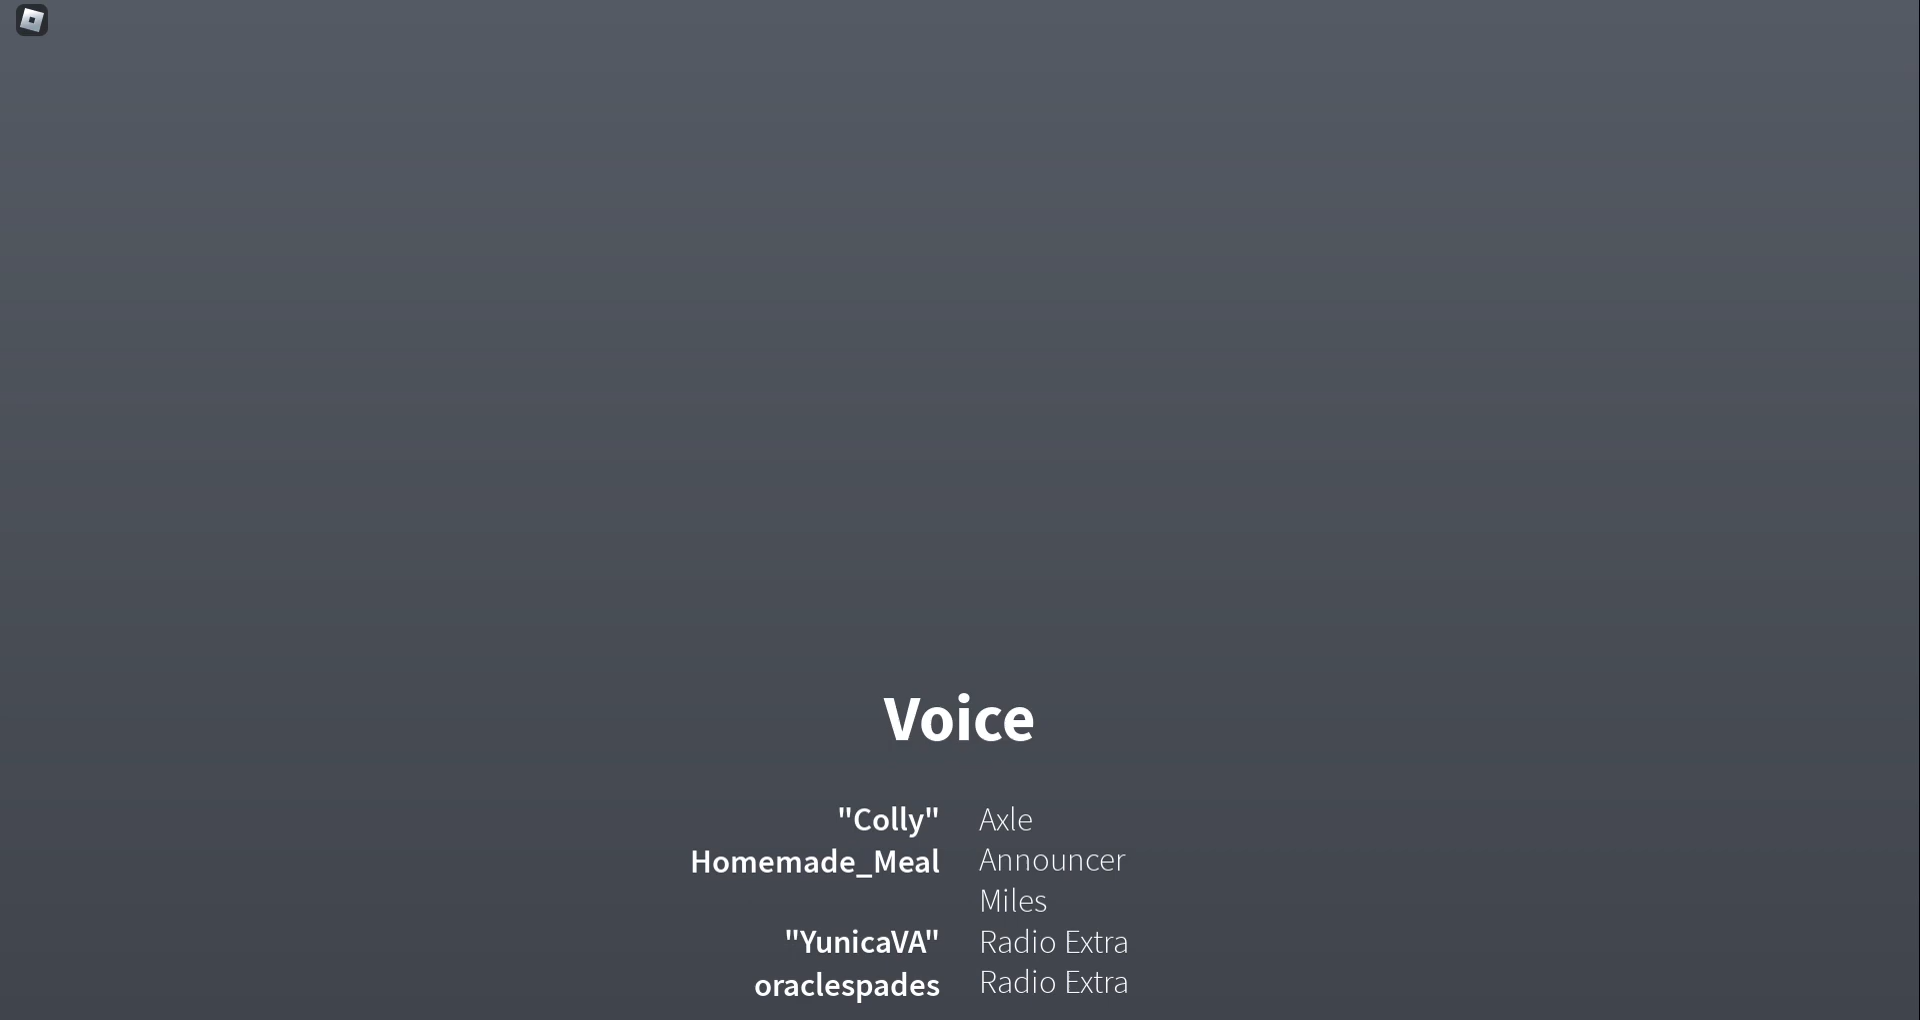 Voice
"Colly" Axle
Homemade_Meal Announcer
Miles
"YunicaVA" Radio Extra
oraclespades Radio Extra